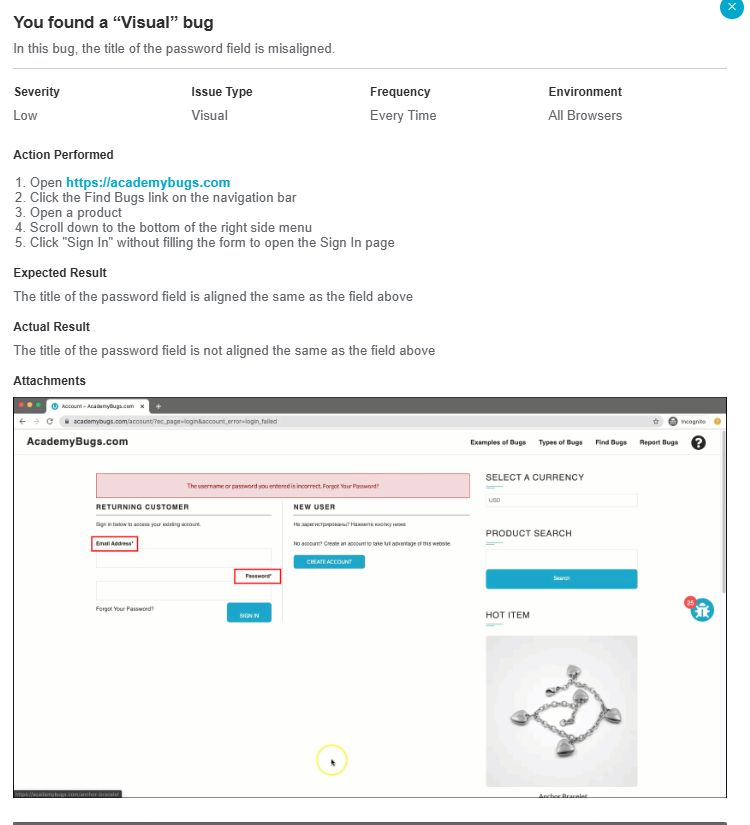 You found a “Visual” bug
In this bug, the title of the password field is misaligned.
Severity
Issue Type
Frequency
Environment
Low
Visual
Every Time
All Browsers
Action Performed
1. Open https://academybugs.com
2. Click the Find Bugs link on the navigation bar
3. Open a product
4. Scroll down to the bottom of the right side menu
5. Click "Sign In" without filling the form to open the Sign In page
Expected Result
The title of the password field is aligned the same as the field above
Actual Result
The title of the password field is not aligned the same as the field above
Attachments
Account – AcademyBugs.com
academybugs.com/account/?ec_page=login&account_error=login_failed
Incognito
AcademyBugs.com
Examples of Bugs
Types of Bugs
Find Bugs
Report Bugs
?
The username or password you entered is incorrect. Forgot Your Password?
RETURNING CUSTOMER
Sign in below to access your existing account.
Email Address*
Password*
Forgot Your Password?
SIGN IN
NEW USER
Не зарегистрированы? Нажмите кнопку ниже
No account? Create an account to take full advantage of this website.
CREATE ACCOUNT
SELECT A CURRENCY
USD
PRODUCT SEARCH
Search
HOT ITEM
25
Anchor Bracelet
https://academybugs.com/anchor-bracelet/